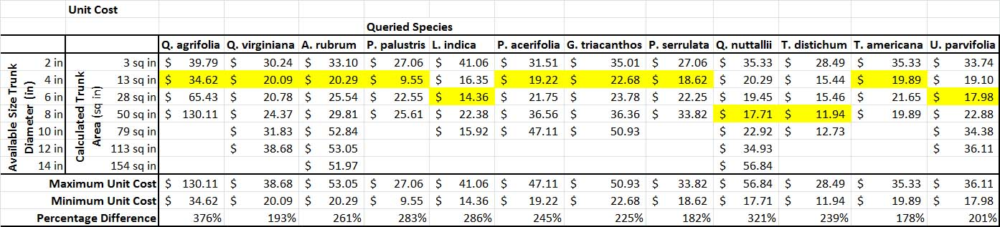 Unit Cost
Queried Species
Q. agrifolia Q. virginiana A. rubrum P. palustris L. indica P. acerifolia G. triacanthos P. serrulata Q. nuttallii T. distichum T. americana U. parvifolia
Available Size Trunk Diameter (in)
Calculated Trunk Area (sq in)
2 in 3 sq in $ 39.79 $ 30.24 $ 33.10 $ 27.06 $ 41.06 $ 31.51 $ 35.01 $ 27.06 $ 35.33 $ 28.49 $ 35.33 $ 33.74
4 in 13 sq in $ 34.62 $ 20.09 $ 20.29 $ 9.55 $ 16.35 $ 19.22 $ 22.68 $ 18.62 $ 20.29 $ 15.44 $ 19.89 $ 19.10
6 in 28 sq in $ 65.43 $ 20.78 $ 25.54 $ 22.55 $ 14.36 $ 21.75 $ 23.78 $ 22.25 $ 19.45 $ 15.46 $ 21.65 $ 17.98
8 in 50 sq in $ 130.11 $ 24.37 $ 29.81 $ 25.61 $ 22.38 $ 36.56 $ 36.36 $ 33.82 $ 17.71 $ 11.94 $ 19.89 $ 22.88
10 in 79 sq in $ 31.83 $ 52.84 $ 15.92 $ 47.11 $ 50.93 $ 22.92 $ 12.73 $ 34.38
12 in 113 sq in $ 38.68 $ 53.05 $ 34.93 $ 36.11
14 in 154 sq in $ 51.97 $ 56.84
Maximum Unit Cost $ 130.11 $ 38.68 $ 53.05 $ 27.06 $ 41.06 $ 47.11 $ 50.93 $ 33.82 $ 56.84 $ 28.49 $ 35.33 $ 36.11
Minimum Unit Cost $ 34.62 $ 20.09 $ 20.29 $ 9.55 $ 14.36 $ 19.22 $ 22.68 $ 18.62 $ 17.71 $ 11.94 $ 19.89 $ 17.98
Percentage Difference 376% 193% 261% 283% 286% 245% 225% 182% 321% 239% 178% 201%